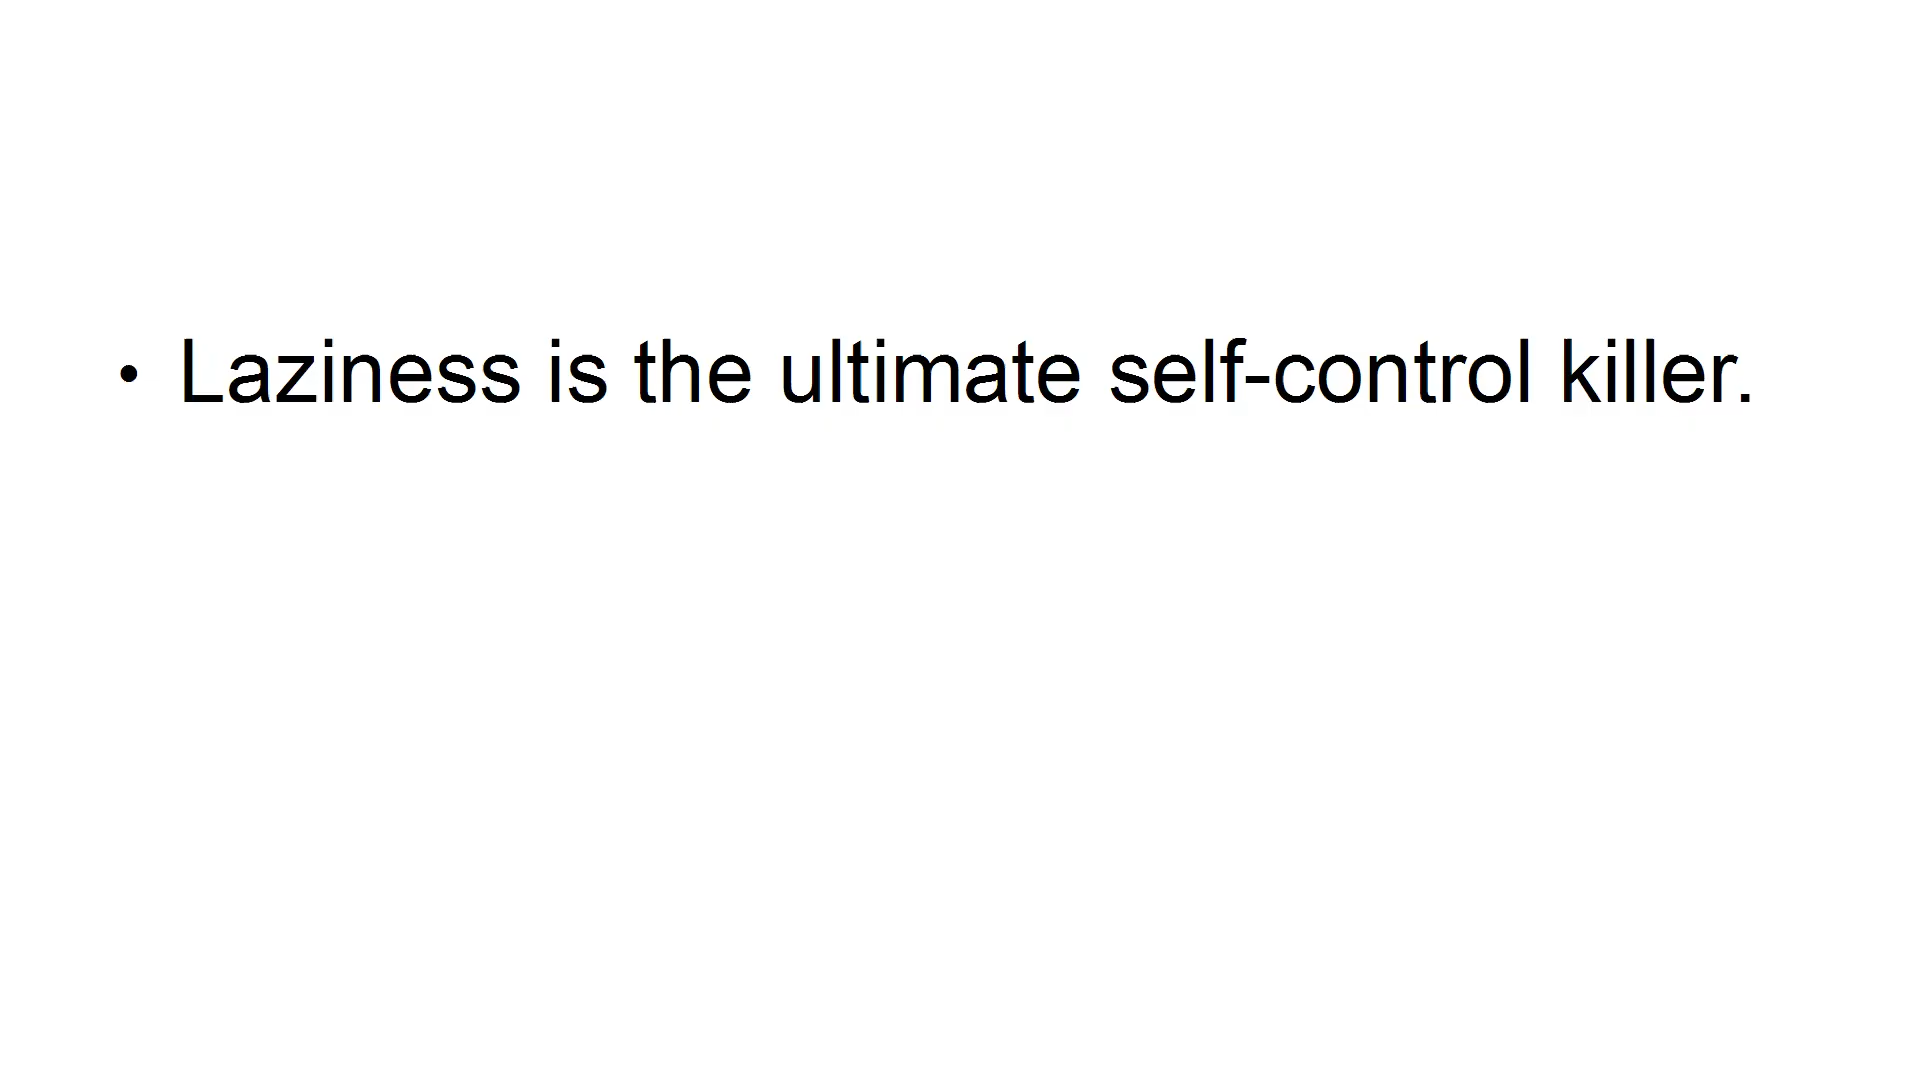 • Laziness is the ultimate self-control killer.